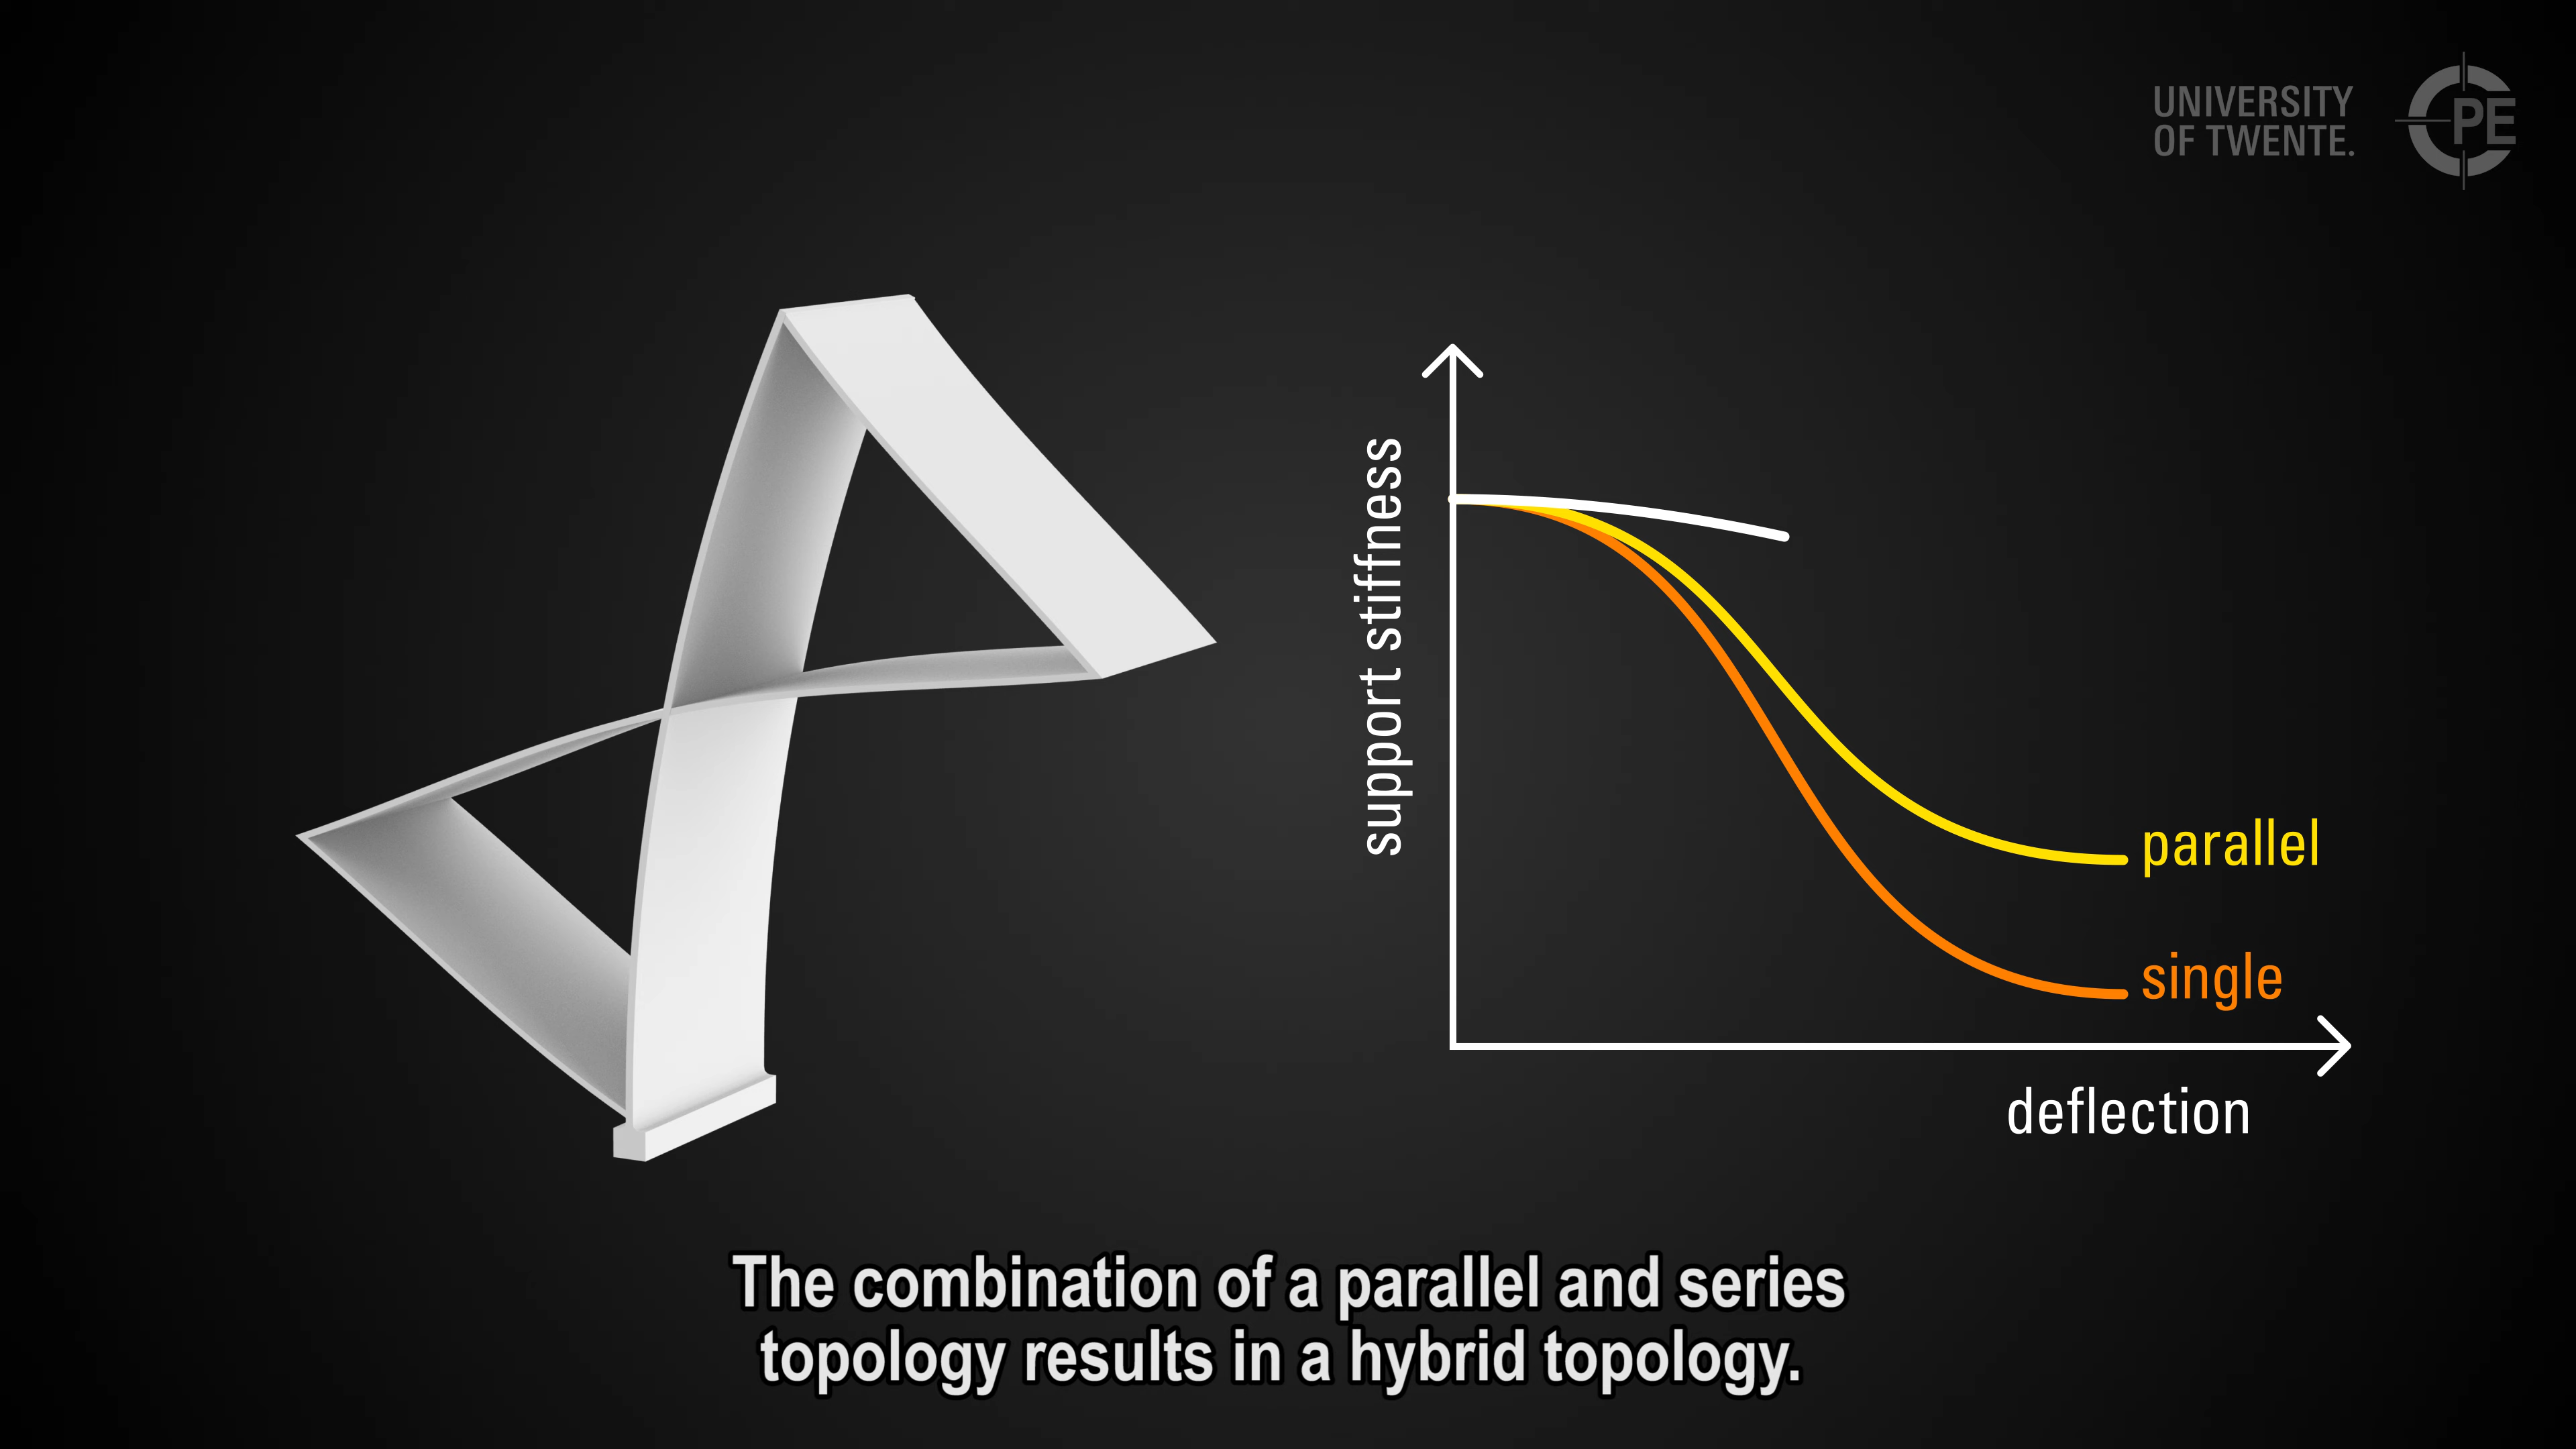 UNIVERSITY
OF TWENTE.
PE
support stiffness
parallel
single
deflection
The combination of a parallel and series
topology results in a hybrid topology.